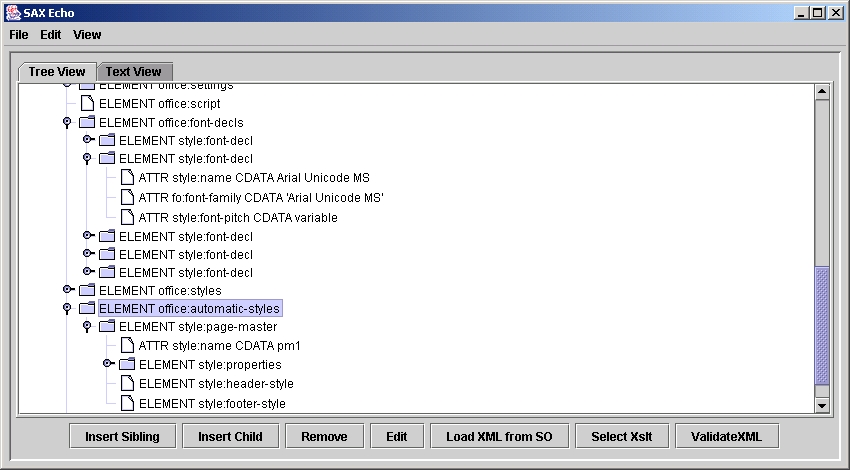 SAX Echo
File Edit View
Tree View Text View
ELEMENT office:settings
ELEMENT office:script
ELEMENT office:font-decls
ELEMENT style:font-decl
ELEMENT style:font-decl
ATTR style:name CDATA Arial Unicode MS
ATTR fo:font-family CDATA 'Arial Unicode MS'
ATTR style:font-pitch CDATA variable
ELEMENT style:font-decl
ELEMENT style:font-decl
ELEMENT style:font-decl
ELEMENT office:styles
ELEMENT office:automatic-styles
ELEMENT style:page-master
ATTR style:name CDATA pm1
ELEMENT style:properties
ELEMENT style:header-style
ELEMENT style:footer-style
Insert Sibling Insert Child Remove Edit Load XML from SO Select Xslt ValidateXML